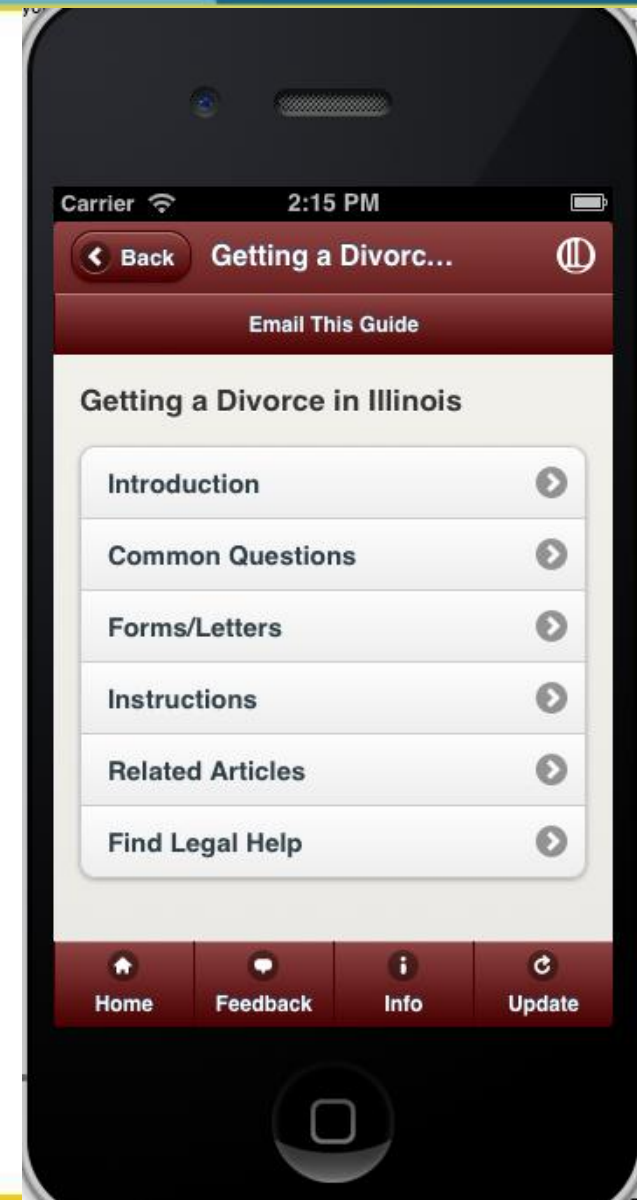 Carrier 2:15 PM
Back Getting a Divorc...
Email This Guide
Getting a Divorce in Illinois
Introduction
Common Questions
Forms/Letters
Instructions
Related Articles
Find Legal Help
Home Feedback Info Update